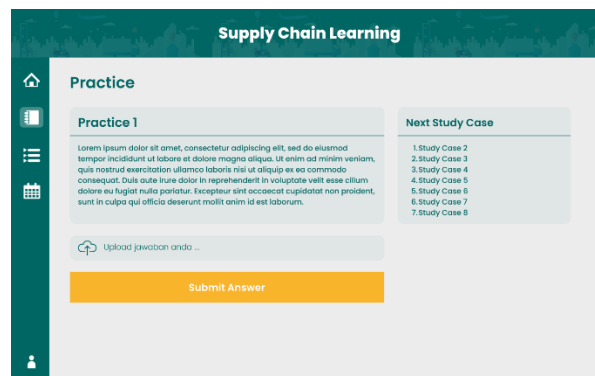 Supply Chain Learning
Practice
Practice 1
Lorem ipsum dolor sit amet, consectetur adipiscing elit, sed do eiusmod
tempor incididunt ut labore et dolore magna aliqua. Ut enim ad minim veniam,
quis nostrud exercitation ullamco laboris nisi ut aliquip ex ea commodo
consequat. Duis aute irure dolor in reprehenderit in voluptate velit esse cillum
dolore eu fugiat nulla pariatur. Excepteur sint occaecat cupidatat non proident,
sunt in culpa qui officia deserunt mollit anim id est laborum.
Upload jawaban anda ...
Submit Answer
Next Study Case
1.Study Case 2
2.Study Case 3
3.Study Case 4
4.Study Case 5
5.Study Case 6
6.Study Case 7
7.Study Case 8